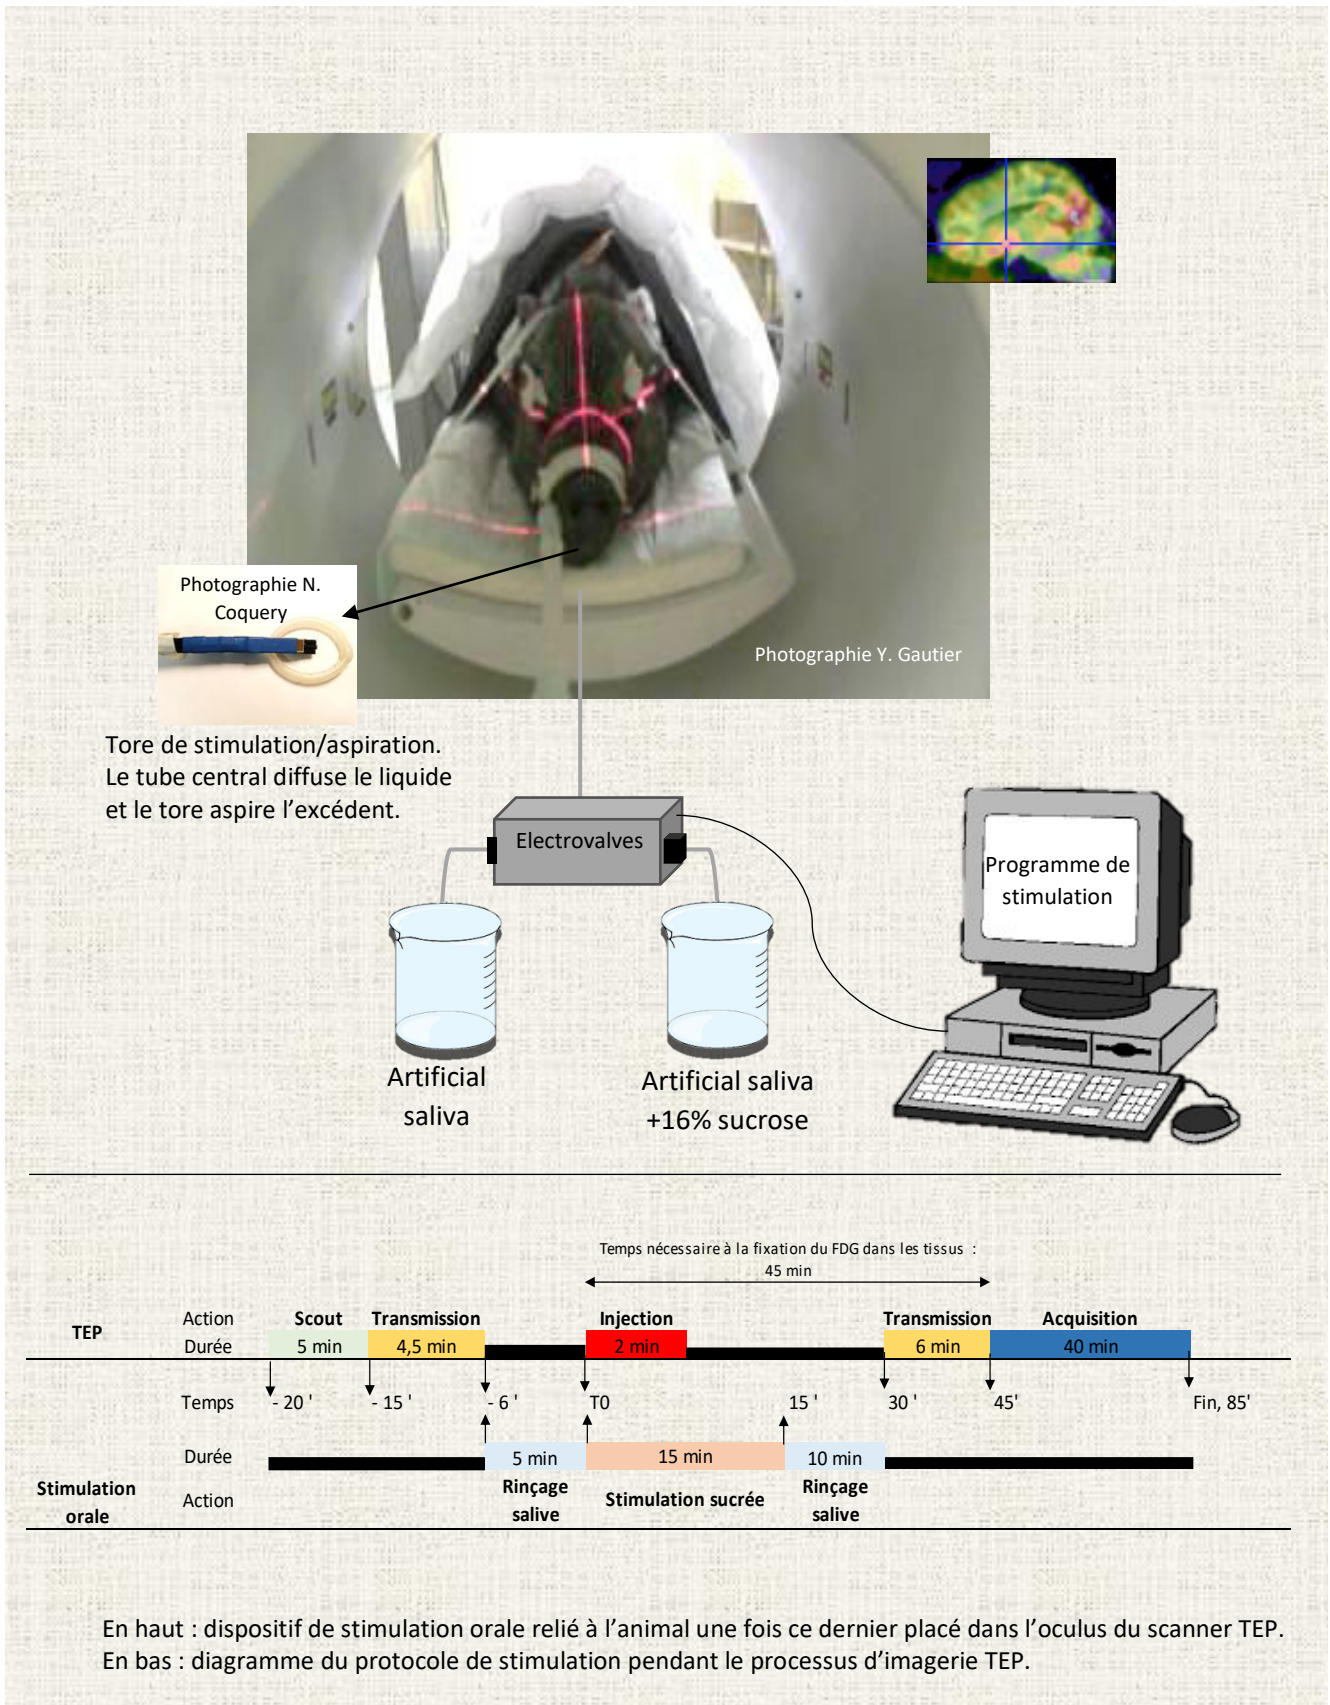 Photographie N.
Coquery
Photographie Y. Gautier
Tore de stimulation/aspiration.
Le tube central diffuse le liquide
et le tore aspire l’excédent.
Electrovalves
Programme de
stimulation
Artificial
saliva
Artificial saliva
+16% sucrose
Temps nécessaire à la fixation du FDG dans les tissus :
45 min
Action Scout Transmission Injection Transmission Acquisition
TEP
Durée 5 min 4,5 min 2 min 6 min 40 min
Temps - 20 ' - 15 ' - 6 ' T0 15 ' 30 ' 45' Fin, 85'
Durée 5 min 15 min 10 min
Stimulation
orale
Action
Rinçage
salive
Stimulation sucrée
Rinçage
salive
En haut : dispositif de stimulation orale relié à l’animal une fois ce dernier placé dans l’oculus du scanner TEP.
En bas : diagramme du protocole de stimulation pendant le processus d’imagerie TEP.